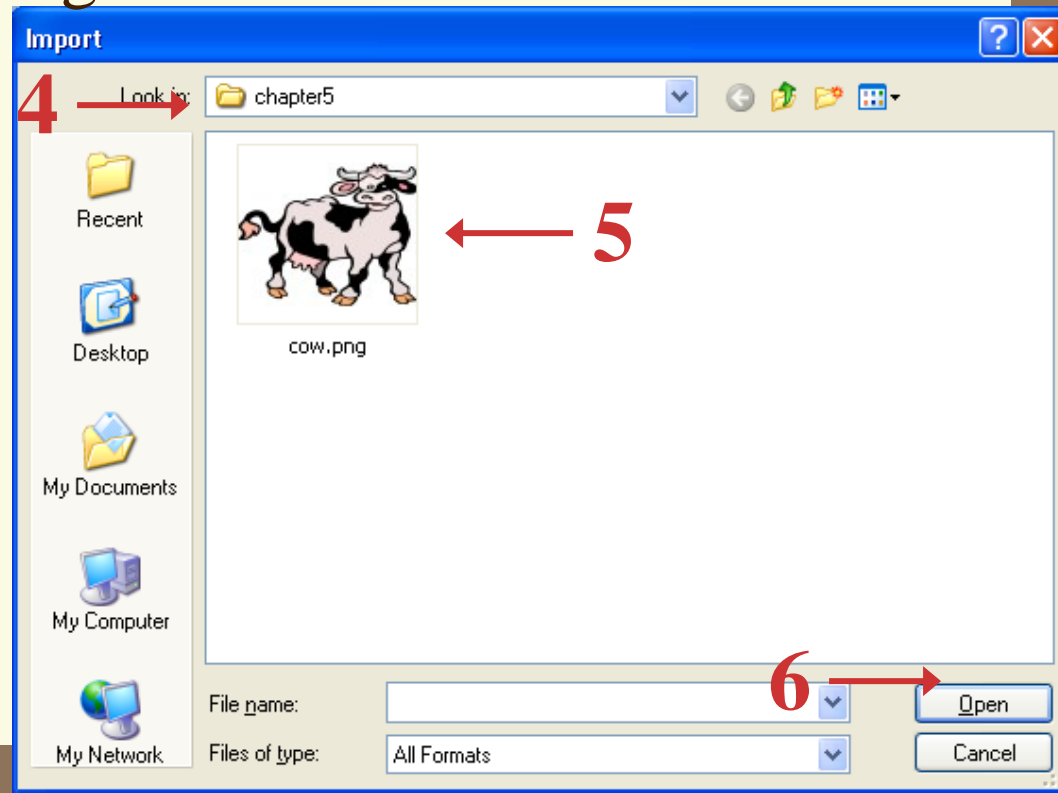 Import
4 Look in: chapter5
Recent
5
Desktop
cow.png
My Documents
My Computer
6
File name: Open
My Network Files of type: All Formats Cancel